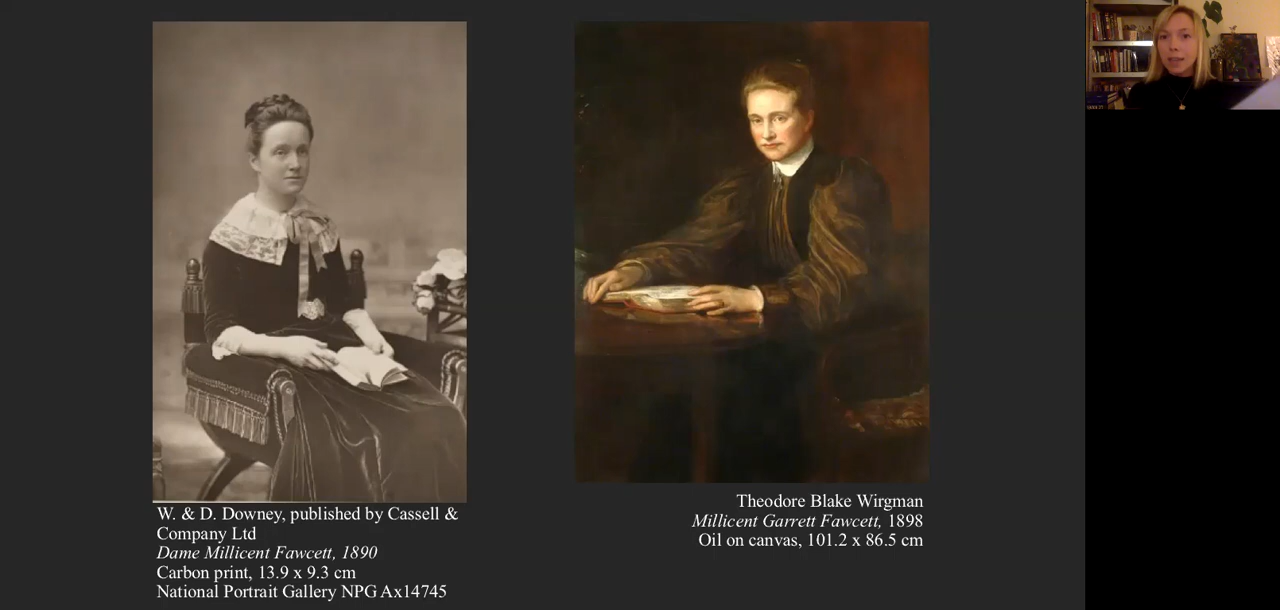 W. & D. Downey, published by Cassell &
Company Ltd
Dame Millicent Fawcett, 1890
Carbon print, 13.9 x 9.3 cm
National Portrait Gallery NPG Ax14745
Theodore Blake Wirgman
Millicent Garrett Fawcett, 1898
Oil on canvas, 101.2 x 86.5 cm